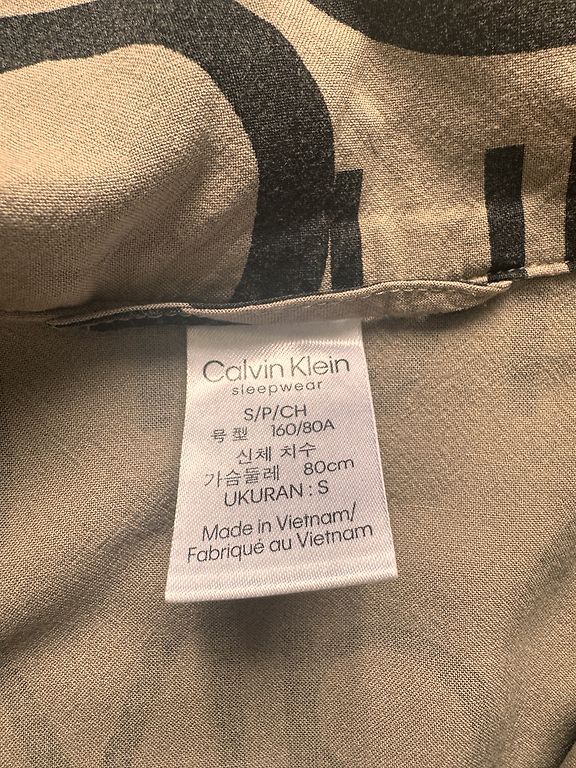 Calvin Klein
sleepwear
S/P/CH
号型 160/80A
신체 치수
가슴둘레 80cm
UKURAN : S
Made in Vietnam/
Fabriqué au Vietnam